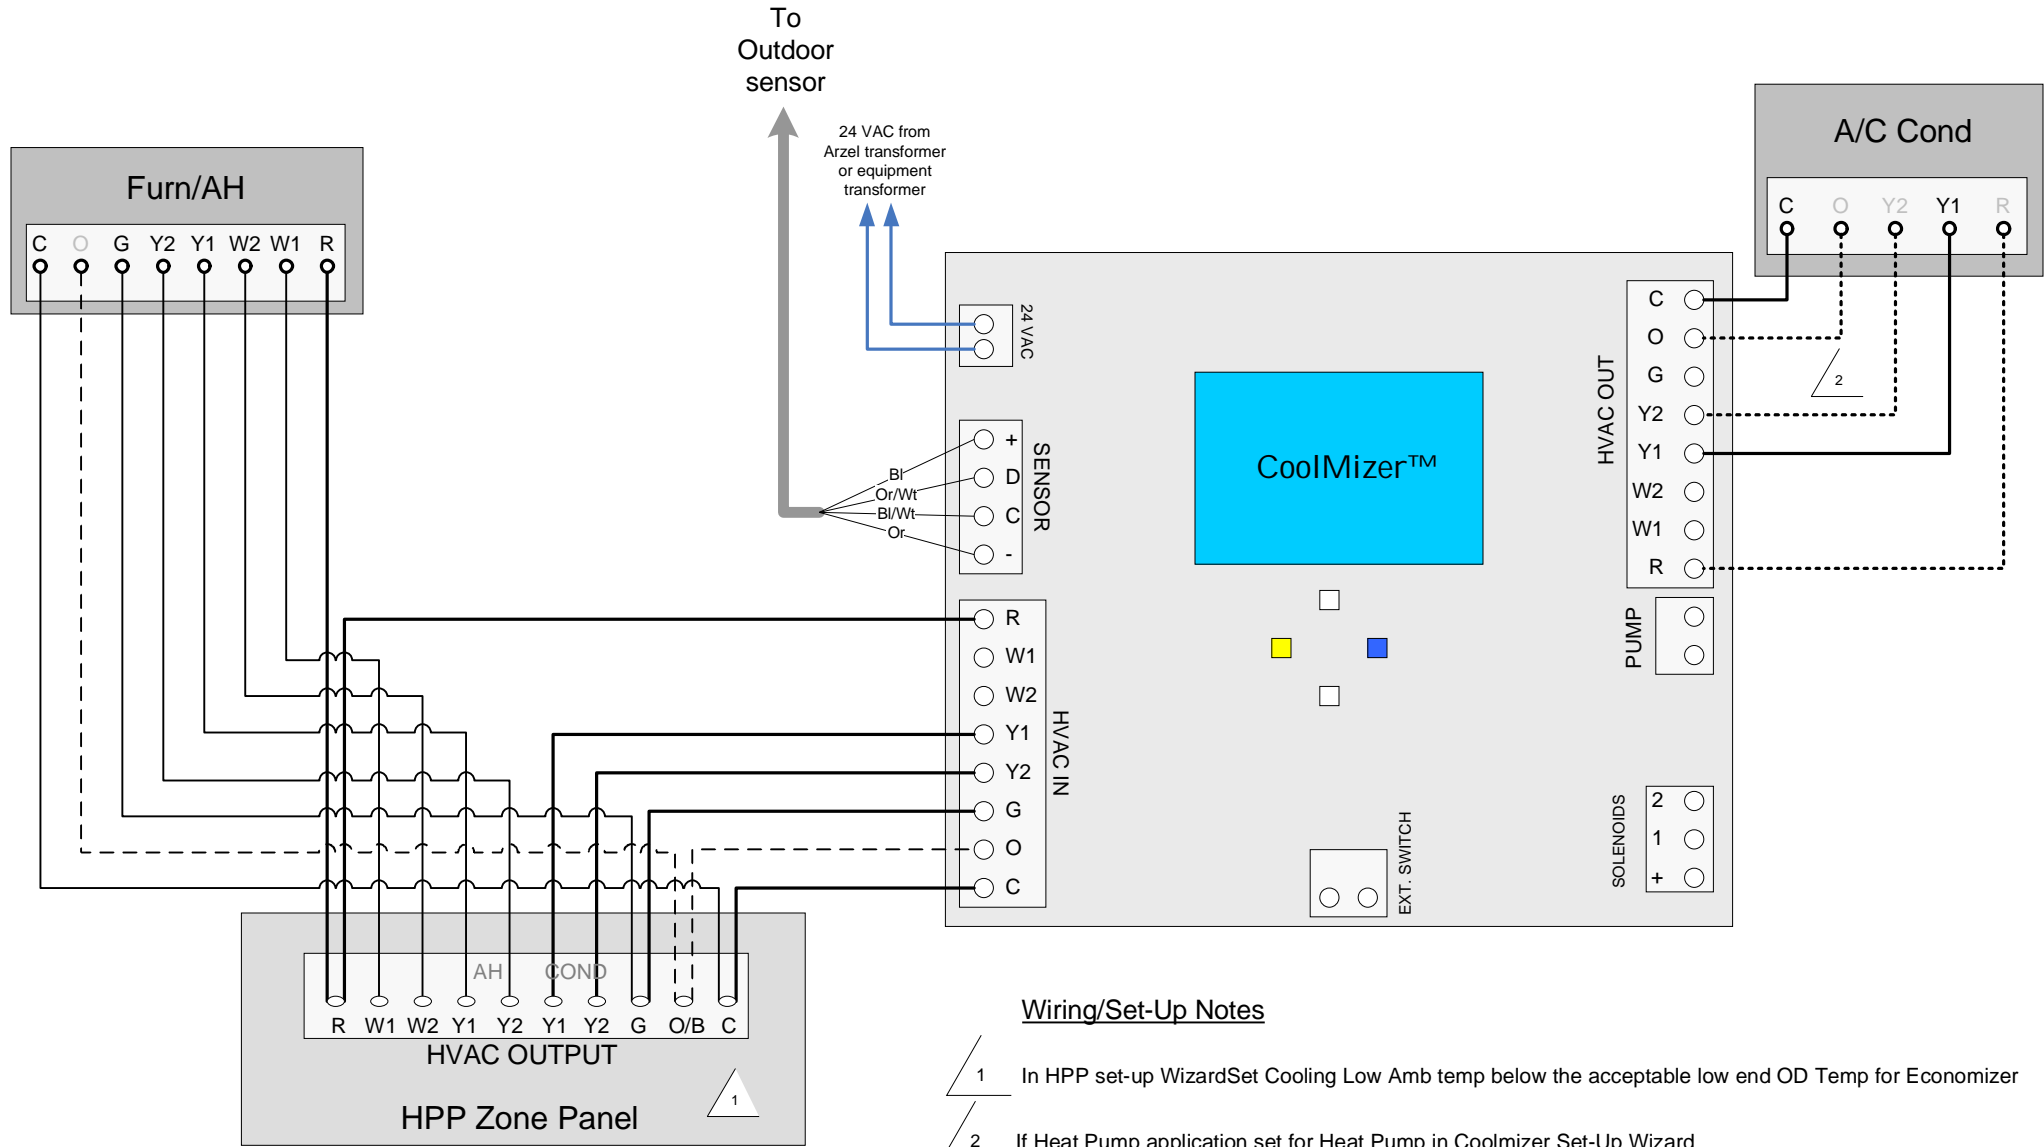 To
Outdoor
sensor
24 VAC from
Arzel transformer
or equipment
transformer
Furn/AH
C O G Y2 Y1 W2 W1 R
A/C Cond
C O Y2 Y1 R
24 VAC
SENSOR
+
D
C
-
Bl
Or/Wt
Bl/Wt
Or
HVAC IN
R
W1
W2
Y1
Y2
G
O
C
CoolMizer™
HVAC OUT
C
O
G
Y2
Y1
W2
W1
R
2
PUMP
SOLENOIDS
2
1
+
EXT. SWITCH
AH COND
R W1 W2 Y1 Y2 Y1 Y2 G O/B C
HVAC OUTPUT
HPP Zone Panel
1
Wiring/Set-Up Notes
1 In HPP set-up WizardSet Cooling Low Amb temp below the acceptable low end OD Temp for Economizer
2 If Heat Pump application set for Heat Pump in Coolmizer Set-Up Wizard